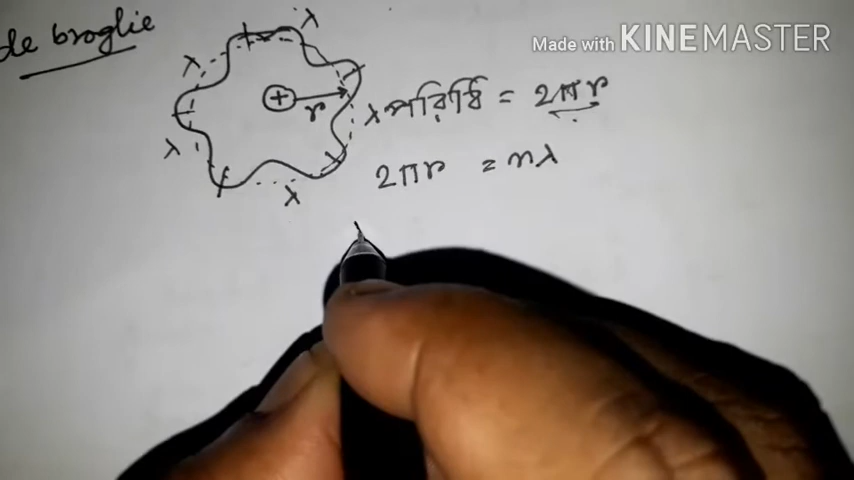 de broglie
Made with KINEMASTER
λ
λ
+
r
λ
λ
λ
পরিধি = 2πr
2πr = nλ